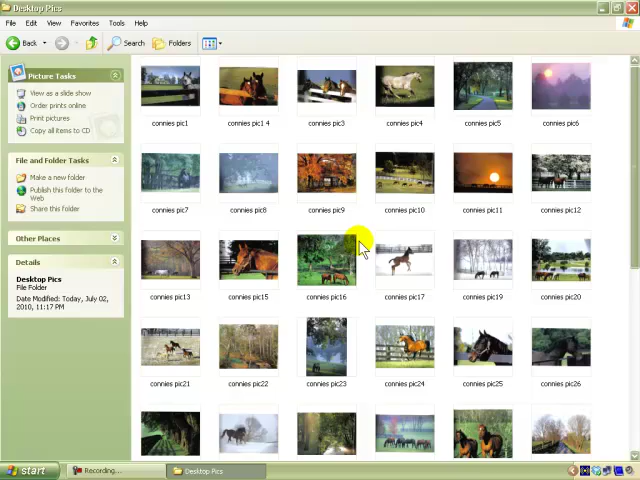 Desktop Pics
File Edit View Favorites Tools Help
Back Search Folders
Picture Tasks
View as a slide show
Order prints online
Print pictures
Copy all items to CD
File and Folder Tasks
Make a new folder
Publish this folder to the
Web
Share this folder
Other Places
Details
Desktop Pics
File Folder
Date Modified: Today, July 02,
2010, 11:17 PM
connies pic1 connies pic1 4 connies pic3 connies pic4 connies pic5 connies pic6
connies pic7 connies pic8 connies pic9 connies pic10 connies pic11 connies pic12
connies pic13 connies pic15 connies pic16 connies pic17 connies pic19 connies pic20
connies pic21 connies pic22 connies pic23 connies pic24 connies pic25 connies pic26
start Recording... Desktop Pics